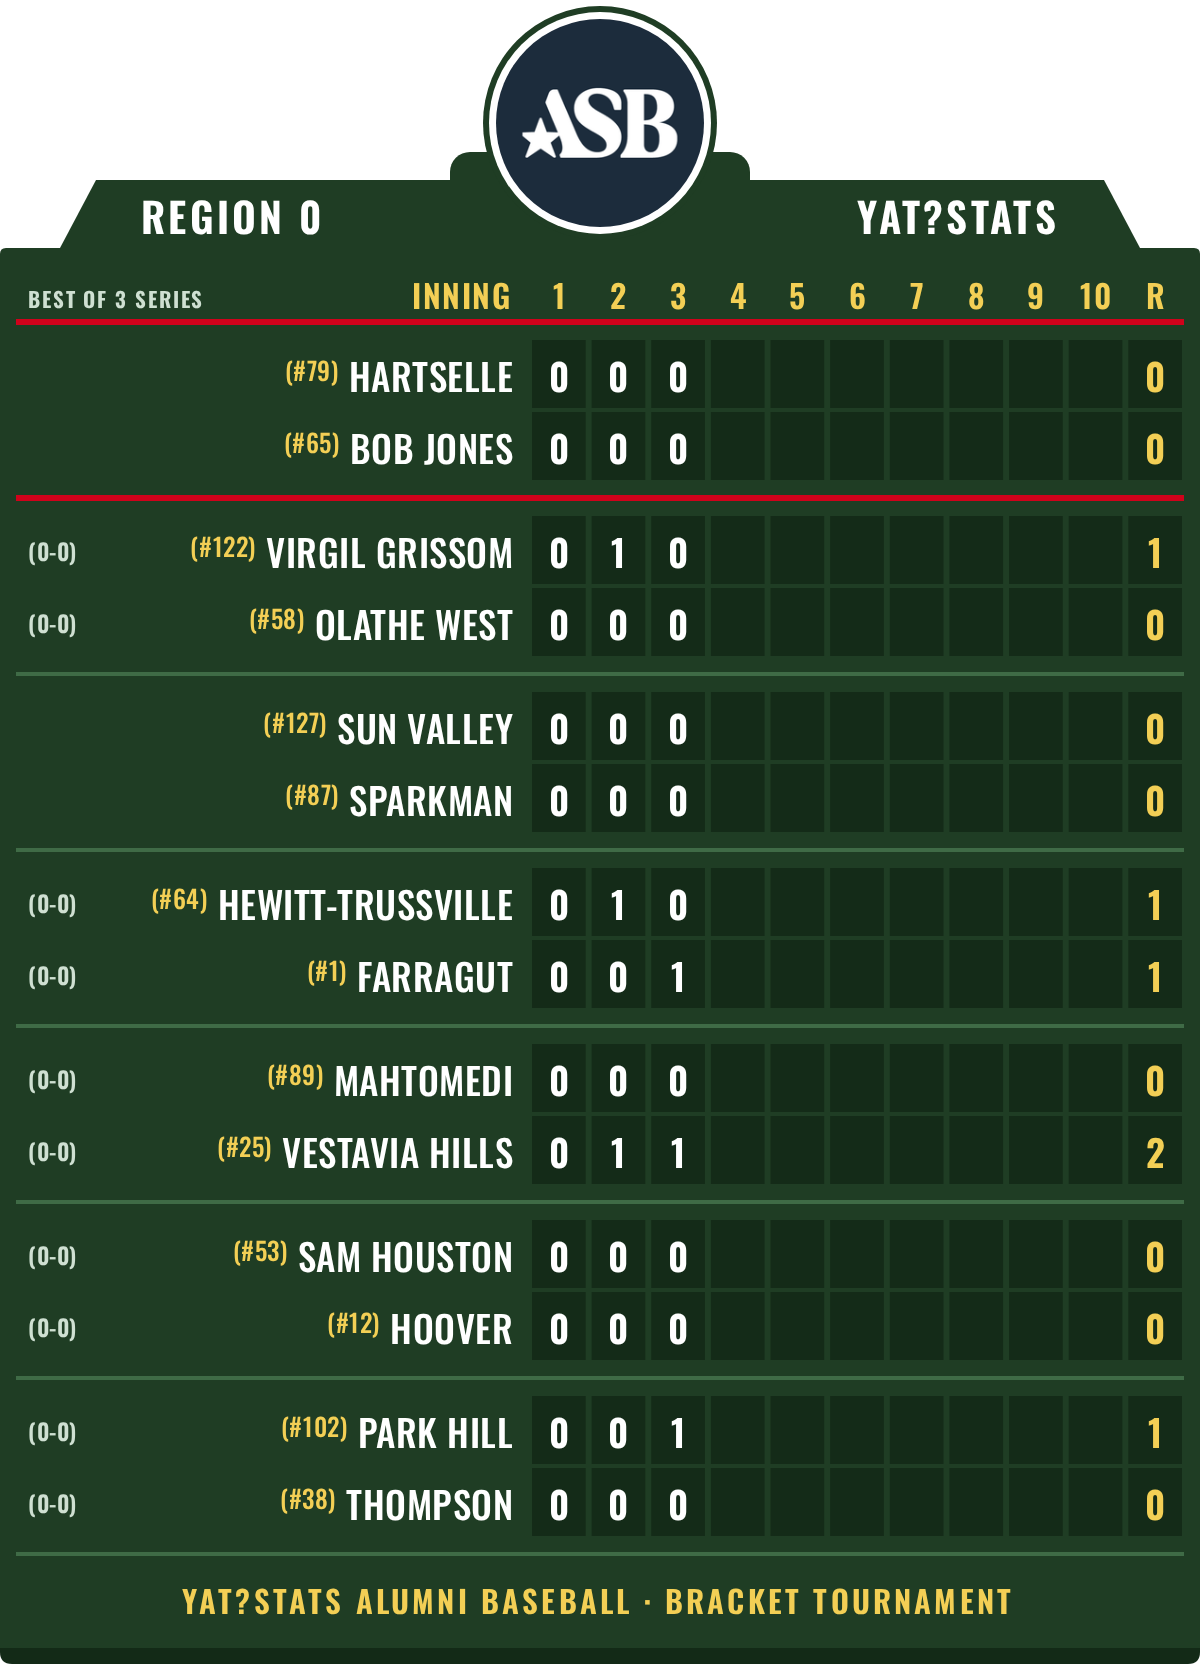 ASB
REGION 0 YAT?STATS
BEST OF 3 SERIES INNING 1 2 3 4 5 6 7 8 9 10 R
(#79) HARTSELLE 0 0 0 0
(#65) BOB JONES 0 0 0 0
(0-0) (#122) VIRGIL GRISSOM 0 1 0 1
(0-0) (#58) OLATHE WEST 0 0 0 0
(#127) SUN VALLEY 0 0 0 0
(#87) SPARKMAN 0 0 0 0
(0-0) (#64) HEWITT-TRUSSVILLE 0 1 0 1
(0-0) (#1) FARRAGUT 0 0 1 1
(0-0) (#89) MAHTOMEDI 0 0 0 0
(0-0) (#25) VESTAVIA HILLS 0 1 1 2
(0-0) (#53) SAM HOUSTON 0 0 0 0
(0-0) (#12) HOOVER 0 0 0 0
(0-0) (#102) PARK HILL 0 0 1 1
(0-0) (#38) THOMPSON 0 0 0 0
YAT?STATS ALUMNI BASEBALL · BRACKET TOURNAMENT